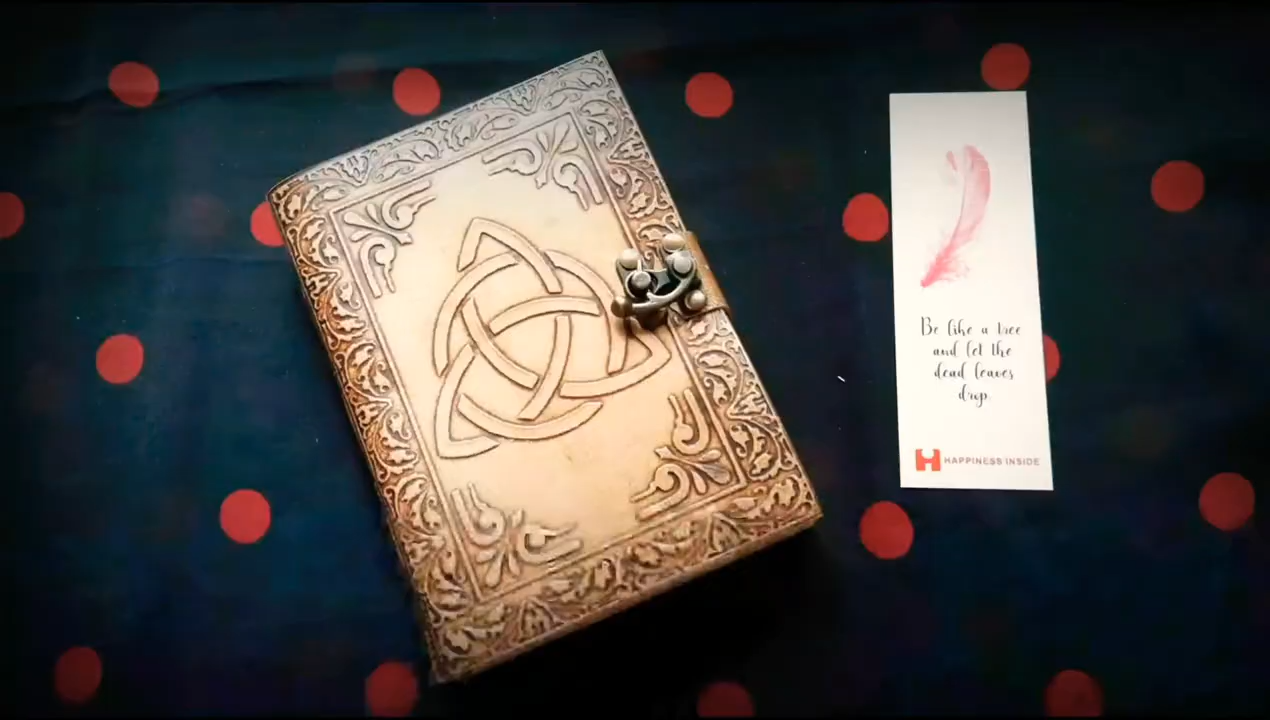 Be like a tree
and let the
dead leaves
drop.
HAPPINESS INSIDE